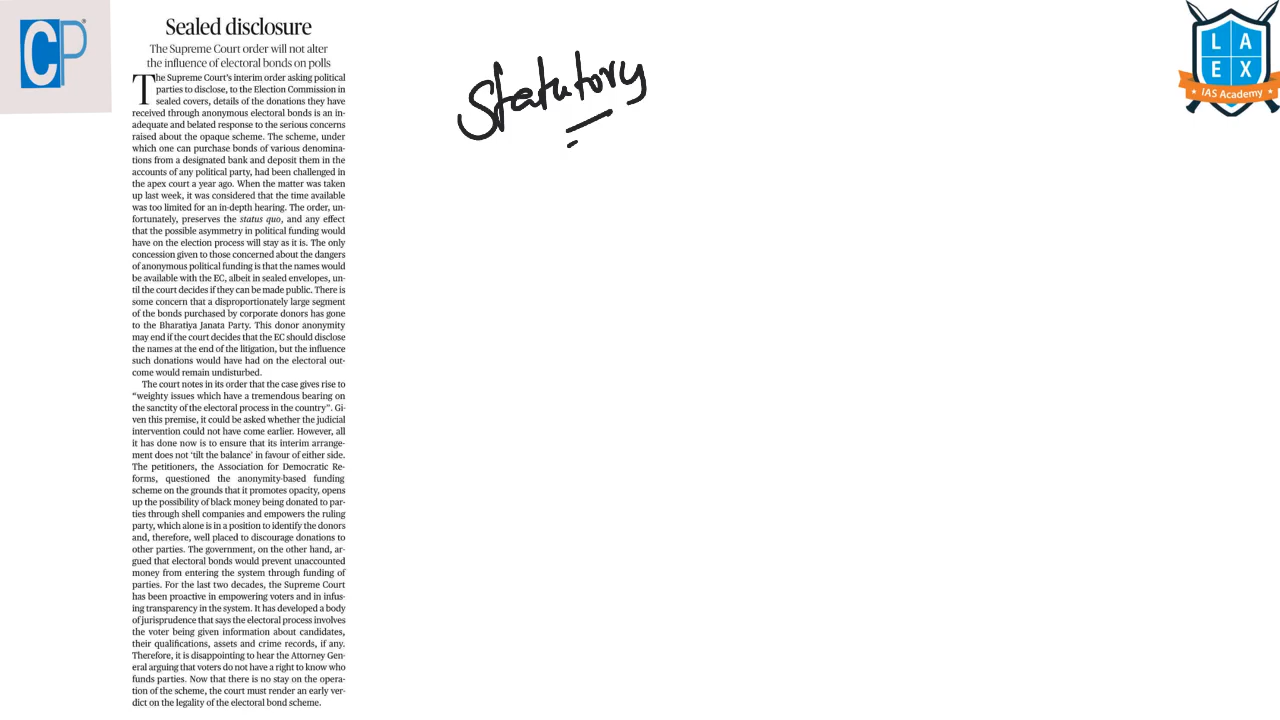 CP®
Sealed disclosure
The Supreme Court order will not alter
the influence of electoral bonds on polls
The Supreme Court's interim order asking political
parties to disclose, to the Election Commission in
sealed covers, details of the donations they have
received through anonymous electoral bonds is an in-
adequate and belated response to the serious concerns
raised about the opaque scheme. The scheme, under
which one can purchase bonds of various denomina-
tions from a designated bank and deposit them in the
accounts of any political party, had been challenged in
the apex court a year ago. When the matter was taken
up last week, it was considered that the time available
was too limited for an in-depth hearing. The order, un-
fortunately, preserves the status quo, and any effect
that the possible asymmetry in political funding would
have on the election process will stay as it is. The only
concession given to those concerned about the dangers
of anonymous political funding is that the names would
be available with the EC, albeit in sealed envelopes, un-
til the court decides if they can be made public. There is
some concern that a disproportionately large segment
of the bonds purchased by corporate donors has gone
to the Bharatiya Janata Party. This donor anonymity
may end if the court decides that the EC should disclose
the names at the end of the litigation, but the influence
such donations would have had on the electoral out-
come would remain undisturbed.
The court notes in its order that the case gives rise to
“weighty issues which have a tremendous bearing on
the sanctity of the electoral process in the country”. Gi-
ven this premise, it could be asked whether the judicial
intervention could not have come earlier. However, all
it has done now is to ensure that its interim arrange-
ment does not ‘tilt the balance’ in favour of either side.
The petitioners, the Association for Democratic Re-
forms, questioned the anonymity-based funding
scheme on the grounds that it promotes opacity, opens
up the possibility of black money being donated to par-
ties through shell companies and empowers the ruling
party, which alone is in a position to identify the donors
and, therefore, well placed to discourage donations to
other parties. The government, on the other hand, ar-
gued that electoral bonds would prevent unaccounted
money from entering the system through funding of
parties. For the last two decades, the Supreme Court
has been proactive in empowering voters and in infus-
ing transparency in the system. It has developed a body
of jurisprudence that says the electoral process involves
the voter being given information about candidates,
their qualifications, assets and crime records, if any.
Therefore, it is disappointing to hear the Attorney Gen-
eral arguing that voters do not have a right to know who
funds parties. Now that there is no stay on the opera-
tion of the scheme, the court must render an early ver-
dict on the legality of the electoral bond scheme.
Statutory
L A
E X
IAS Academy